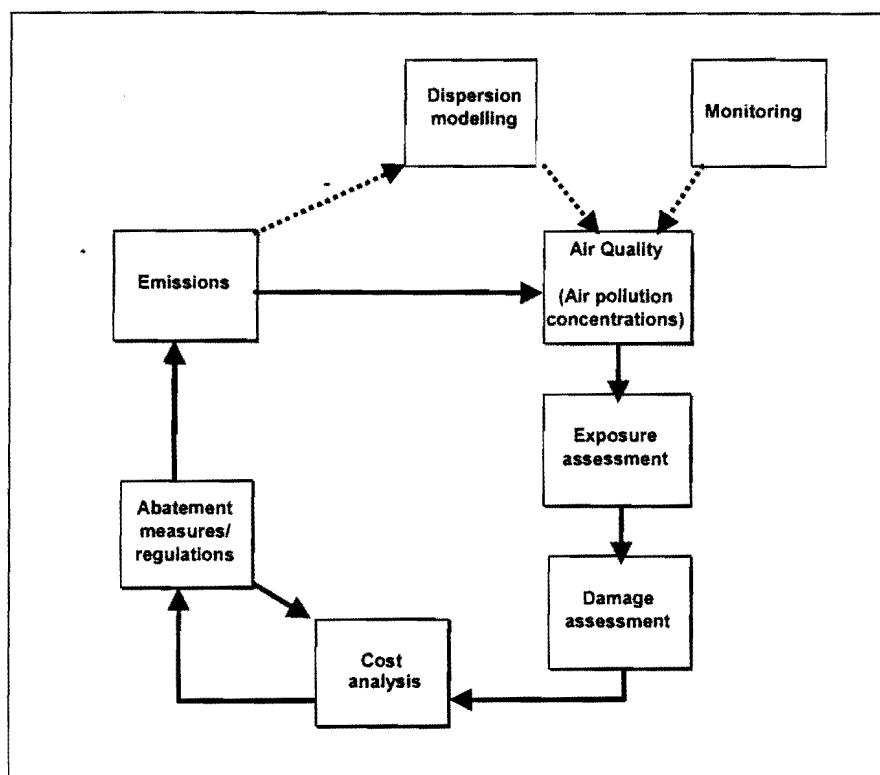 Dispersion
modelling
Monitoring
Emissions
Air Quality
(Air pollution
concentrations)
Exposure
assessment
Abatement
measures/
regulations
Damage
assessment
Cost
analysis